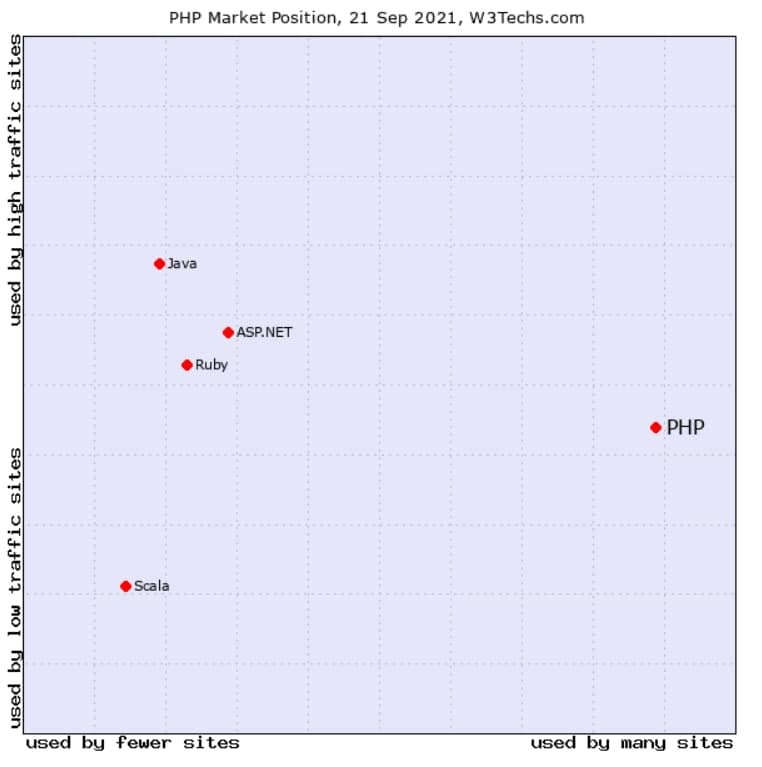 PHP Market Position, 21 Sep 2021, W3Techs.com
used by high traffic sites
Java
ASP.NET
Ruby
PHP
used by low traffic sites
Scala
used by fewer sites
used by many sites